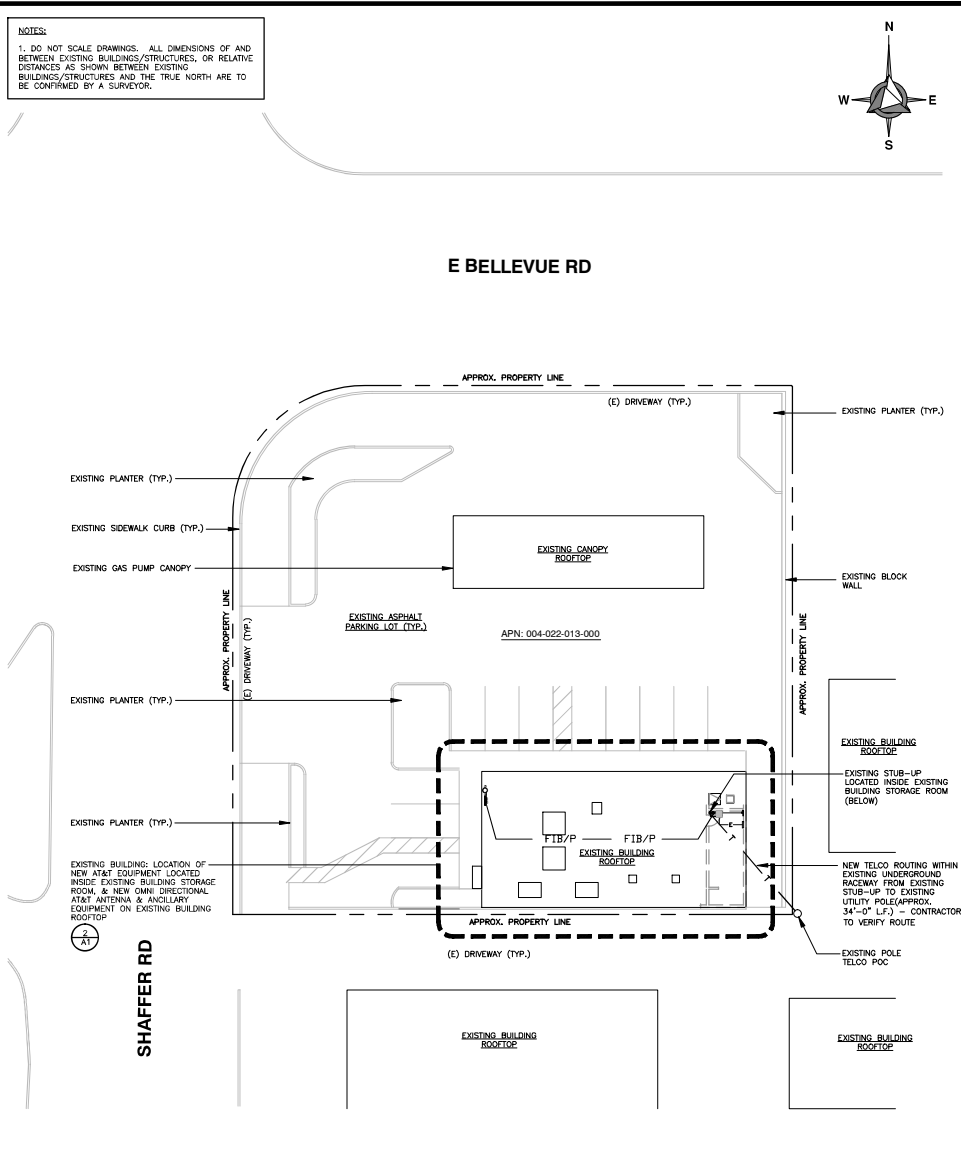 NOTES:
1. DO NOT SCALE DRAWINGS. ALL DIMENSIONS OF AND
BETWEEN EXISTING BUILDINGS/STRUCTURES, OR RELATIVE
DISTANCES AS SHOWN BETWEEN EXISTING
BUILDINGS/STRUCTURES AND THE TRUE NORTH ARE TO
BE CONFIRMED BY A SURVEYOR.
N
W
E
S
E BELLEVUE RD
APPROX. PROPERTY LINE
(E) DRIVEWAY (TYP.)
EXISTING PLANTER (TYP.)
EXISTING PLANTER (TYP.)
EXISTING SIDEWALK CURB (TYP.)
EXISTING GAS PUMP CANOPY
EXISTING CANOPY
ROOFTOP
EXISTING BLOCK
WALL
EXISTING ASPHALT
PARKING LOT (TYP.)
APN: 004-022-013-000
APPROX. PROPERTY LINE
(E) DRIVEWAY (TYP.)
APPROX. PROPERTY LINE
EXISTING PLANTER (TYP.)
EXISTING BUILDING
ROOFTOP
EXISTING STUB-UP
LOCATED INSIDE EXISTING
BUILDING STORAGE ROOM
(BELOW)
EXISTING PLANTER (TYP.)
FIB/P
FIB/P
E
T
T
EXISTING BUILDING
ROOFTOP
EXISTING BUILDING: LOCATION OF
NEW AT&T EQUIPMENT LOCATED
INSIDE EXISTING BUILDING STORAGE
ROOM, & NEW OMNI DIRECTIONAL
AT&T ANTENNA & ANCILLARY
EQUIPMENT ON EXISTING BUILDING
ROOFTOP
2
A1
NEW TELCO ROUTING WITHIN
EXISTING UNDERGROUND
RACEWAY FROM EXISTING
STUB-UP TO EXISTING
UTILITY POLE(APPROX.
34'-0" L.F.) - CONTRACTOR
TO VERIFY ROUTE
APPROX. PROPERTY LINE
(E) DRIVEWAY (TYP.)
EXISTING POLE
TELCO POC
SHAFFER RD
EXISTING BUILDING
ROOFTOP
EXISTING BUILDING
ROOFTOP